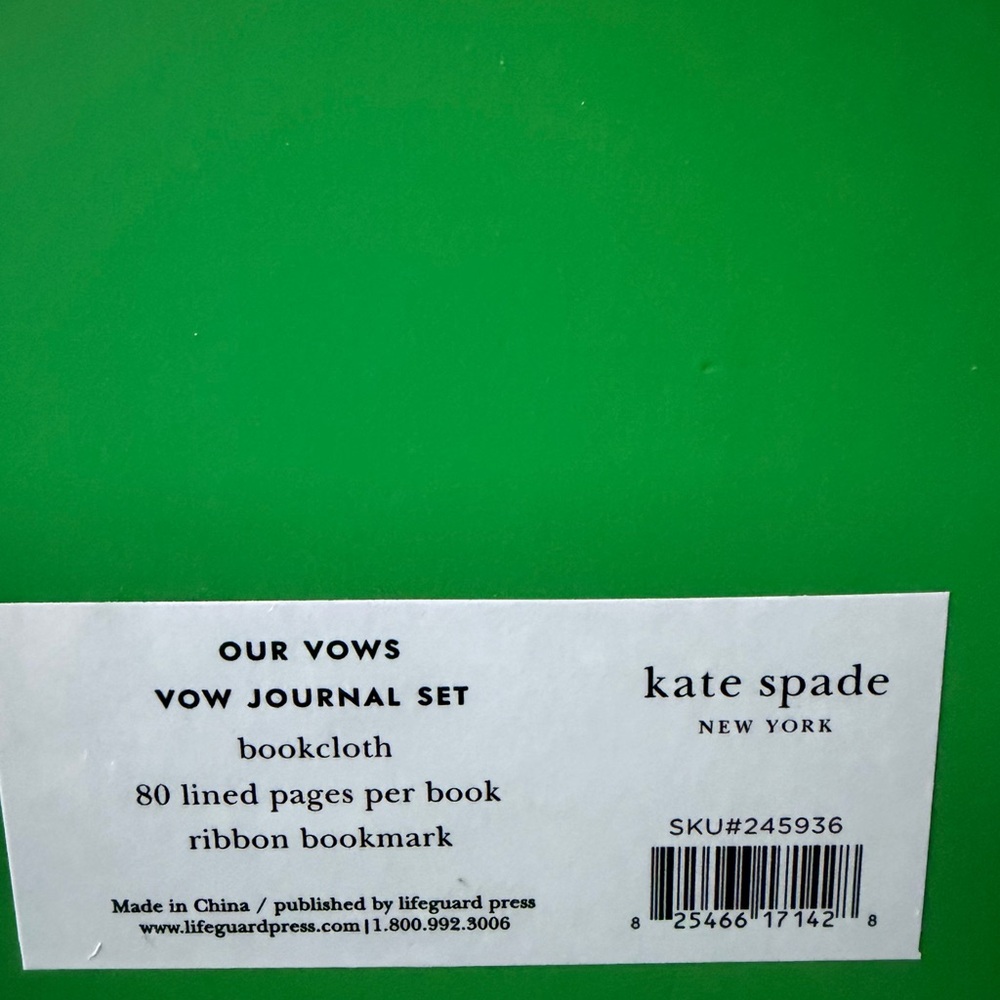 OUR VOWS
VOW JOURNAL SET
bookcloth
80 lined pages per book
ribbon bookmark
Made in China / published by lifeguard press
www.lifeguardpress.com|1.800.992.3006
kate spade
NEW YORK
SKU#245936
8 25466 17142 8